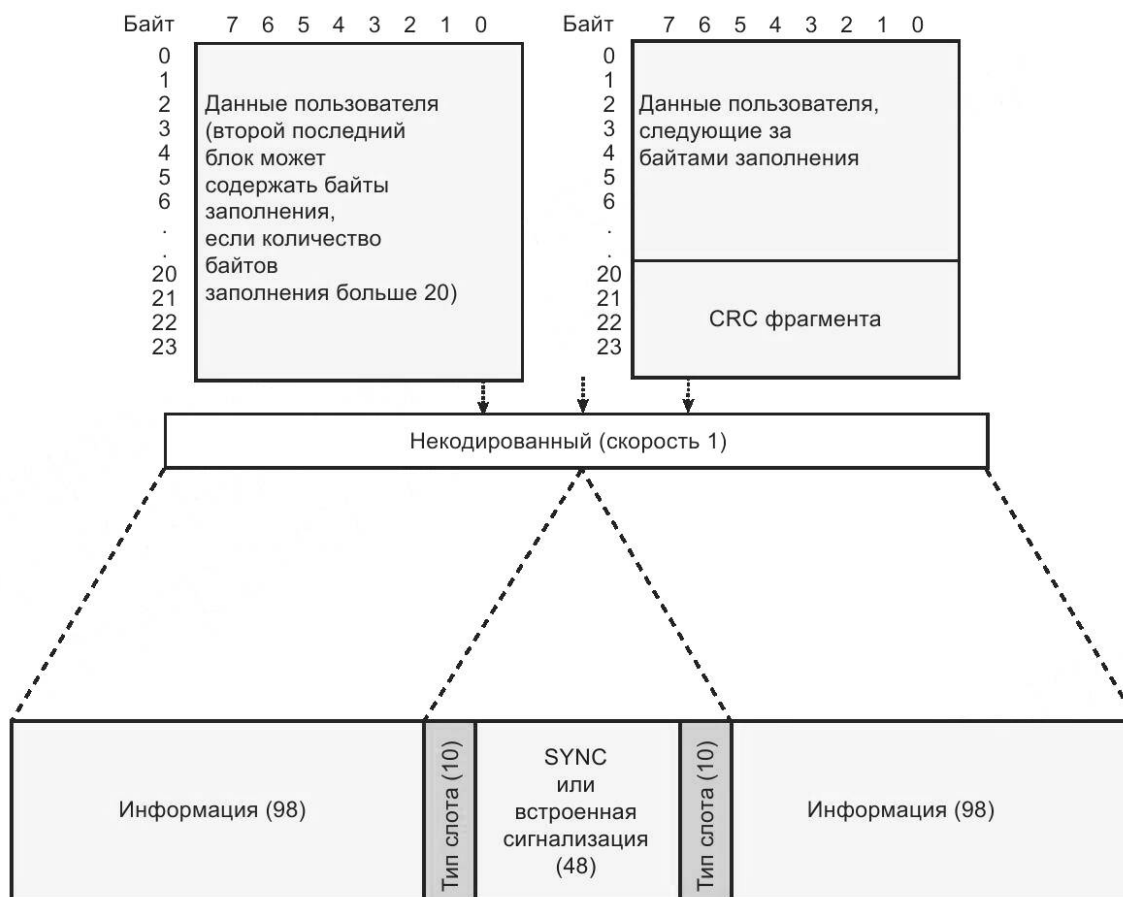 Байт 7 6 5 4 3 2 1 0
0
1
2
3
4
5
6
.
.
20
21
22
23
Данные пользователя
(второй последний
блок может
содержать байты
заполнения,
если количество
байтов
заполнения больше 20)
Байт 7 6 5 4 3 2 1 0
0
1
2
3
4
5
6
.
.
20
21
22
23
Данные пользователя,
следующие за
байтами заполнения
CRC фрагмента
Некодированный (скорость 1)
Информация (98)
Тип слота (10)
SYNC
или
встроенная
сигнализация
(48)
Тип слота (10)
Информация (98)